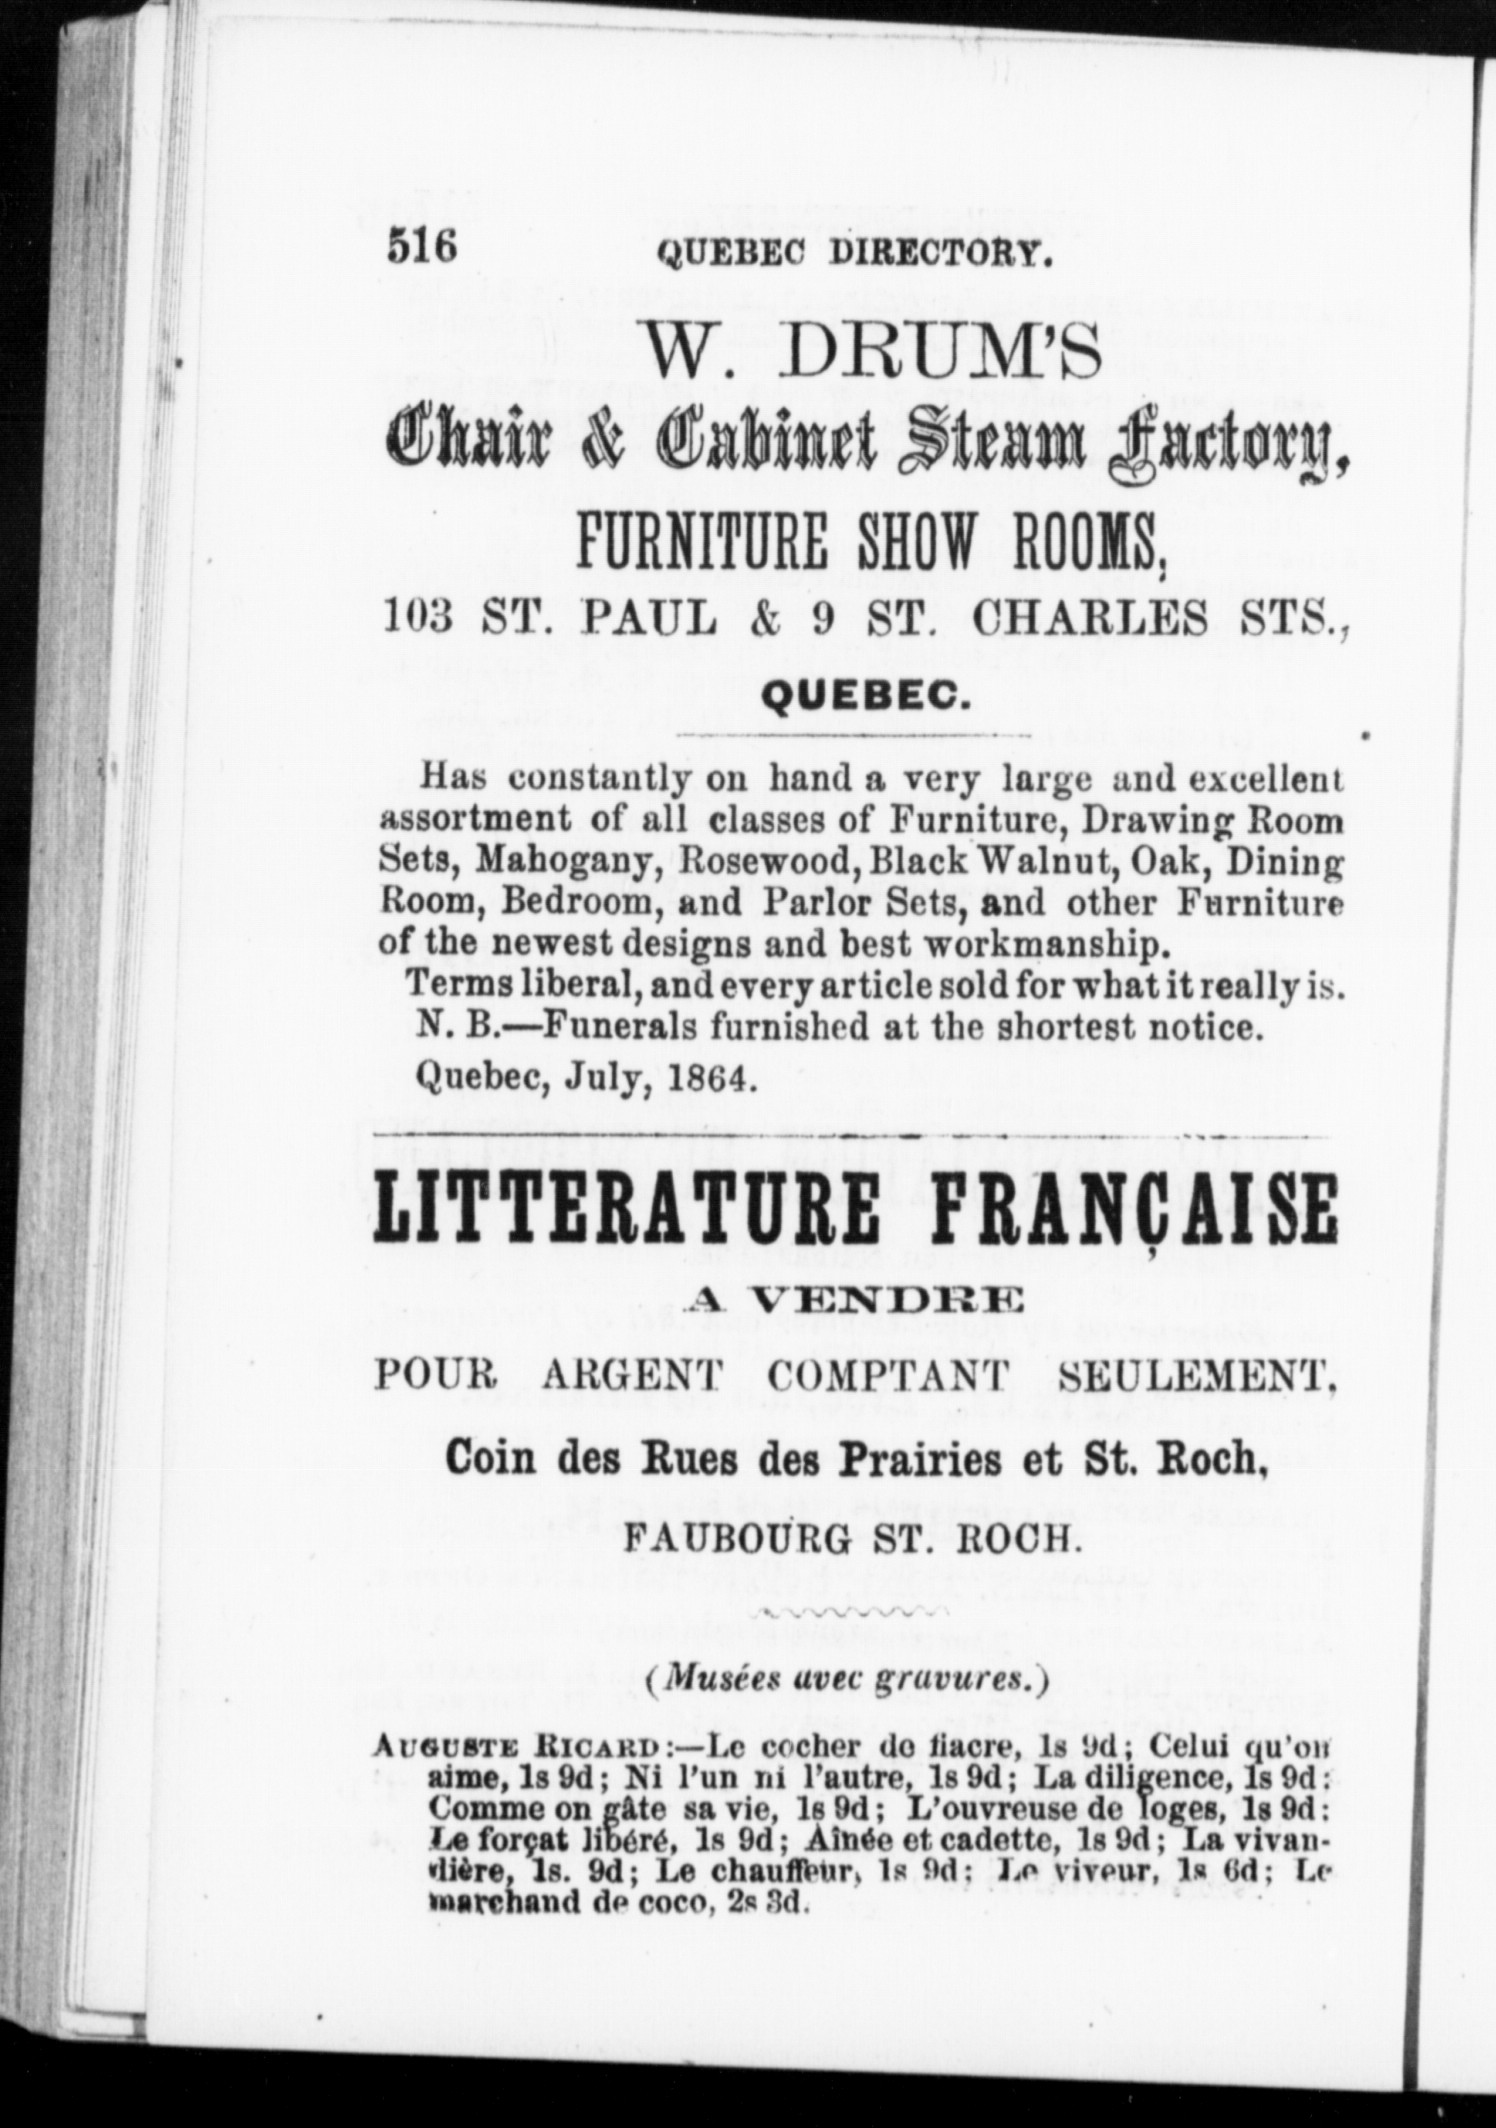 516 QUEBEC DIRECTORY.
W. DRUM'S
Chair & Cabinet Steam Factory,
FURNITURE SHOW ROOMS,
103 ST. PAUL & 9 ST. CHARLES STS.,
QUEBEC.
Has constantly on hand a very large and excellent
assortment of all classes of Furniture, Drawing Room
Sets, Mahogany, Rosewood, Black Walnut, Oak, Dining
Room, Bedroom, and Parlor Sets, and other Furniture
of the newest designs and best workmanship.
Terms liberal, and every article sold for what it really is.
N. B.—Funerals furnished at the shortest notice.
Quebec, July, 1864.
LITTERATURE FRANÇAISE
A VENDRE
POUR ARGENT COMPTANT SEULEMENT,
Coin des Rues des Prairies et St. Roch,
FAUBOURG ST. ROCH.
(Musées avec gravures.)
AUGUSTE RICARD:—Le cocher de fiacre, 1s 9d; Celui qu'on
aime, 1s 9d; Ni l'un ni l'autre, 1s 9d; La diligence, 1s 9d;
Comme on gâte sa vie, 1s 9d; L'ouvreuse de loges, 1s 9d;
Le forçat libéré, 1s 9d; Aînée et cadette, 1s 9d; La vivan-
dière, 1s. 9d; Le chauffeur, 1s 9d; Le viveur, 1s 6d; Le
marchand de coco, 2s 3d.